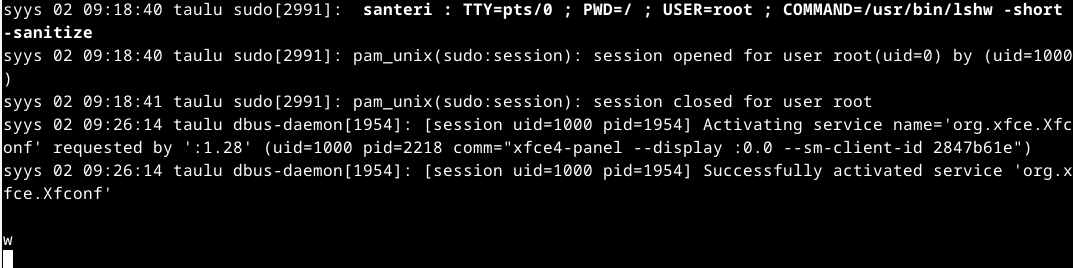 syys 02 09:18:40 taulu sudo[2991]:  santeri : TTY=pts/0 ; PWD=/ ; USER=root ; COMMAND=/usr/bin/lshw -short
-sanitize
syys 02 09:18:40 taulu sudo[2991]: pam_unix(sudo:session): session opened for user root(uid=0) by (uid=1000
)
syys 02 09:18:41 taulu sudo[2991]: pam_unix(sudo:session): session closed for user root
syys 02 09:26:14 taulu dbus-daemon[1954]: [session uid=1000 pid=1954] Activating service name='org.xfce.Xfc
onf' requested by ':1.28' (uid=1000 pid=2218 comm="xfce4-panel --display :0.0 --sm-client-id 2847b61e")
syys 02 09:26:14 taulu dbus-daemon[1954]: [session uid=1000 pid=1954] Successfully activated service 'org.x
fce.Xfconf'
w